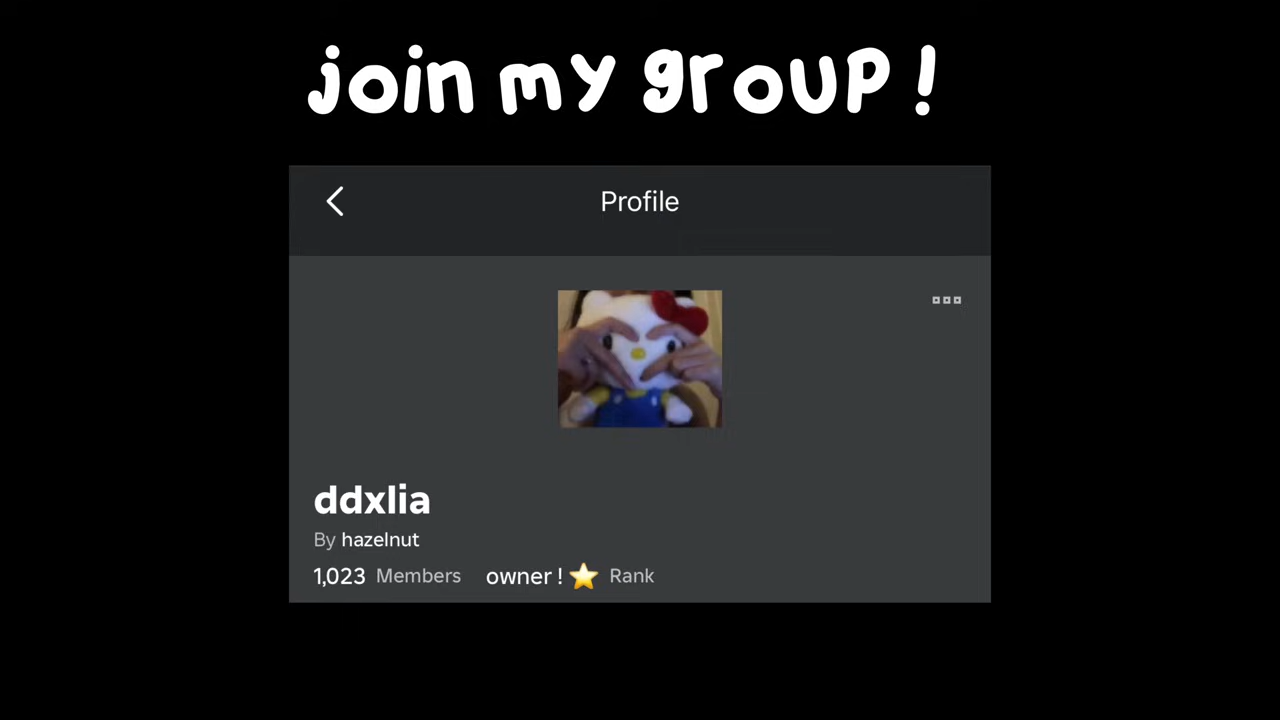 join my group !
Profile
ddxlia
By hazelnut
1,023 Members owner ! ⭐ Rank